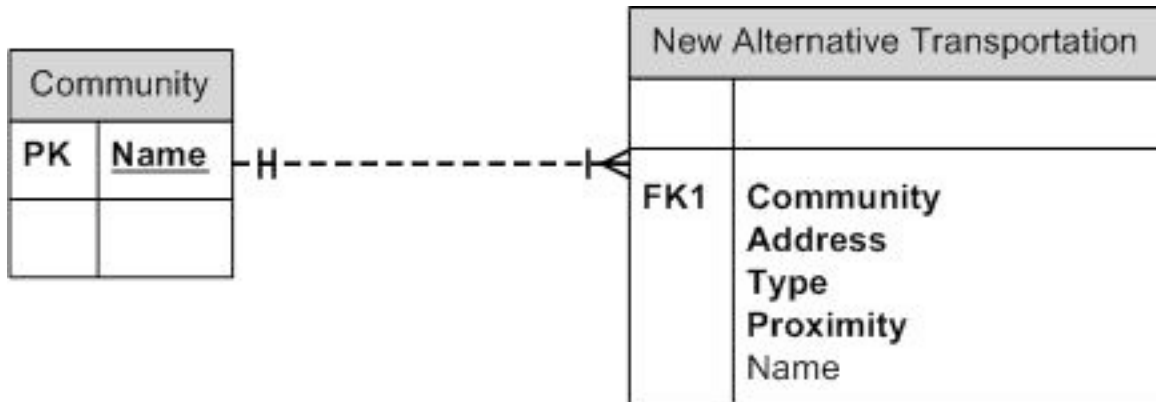 Community
PK Name
New Alternative Transportation
FK1 Community
Address
Type
Proximity
Name